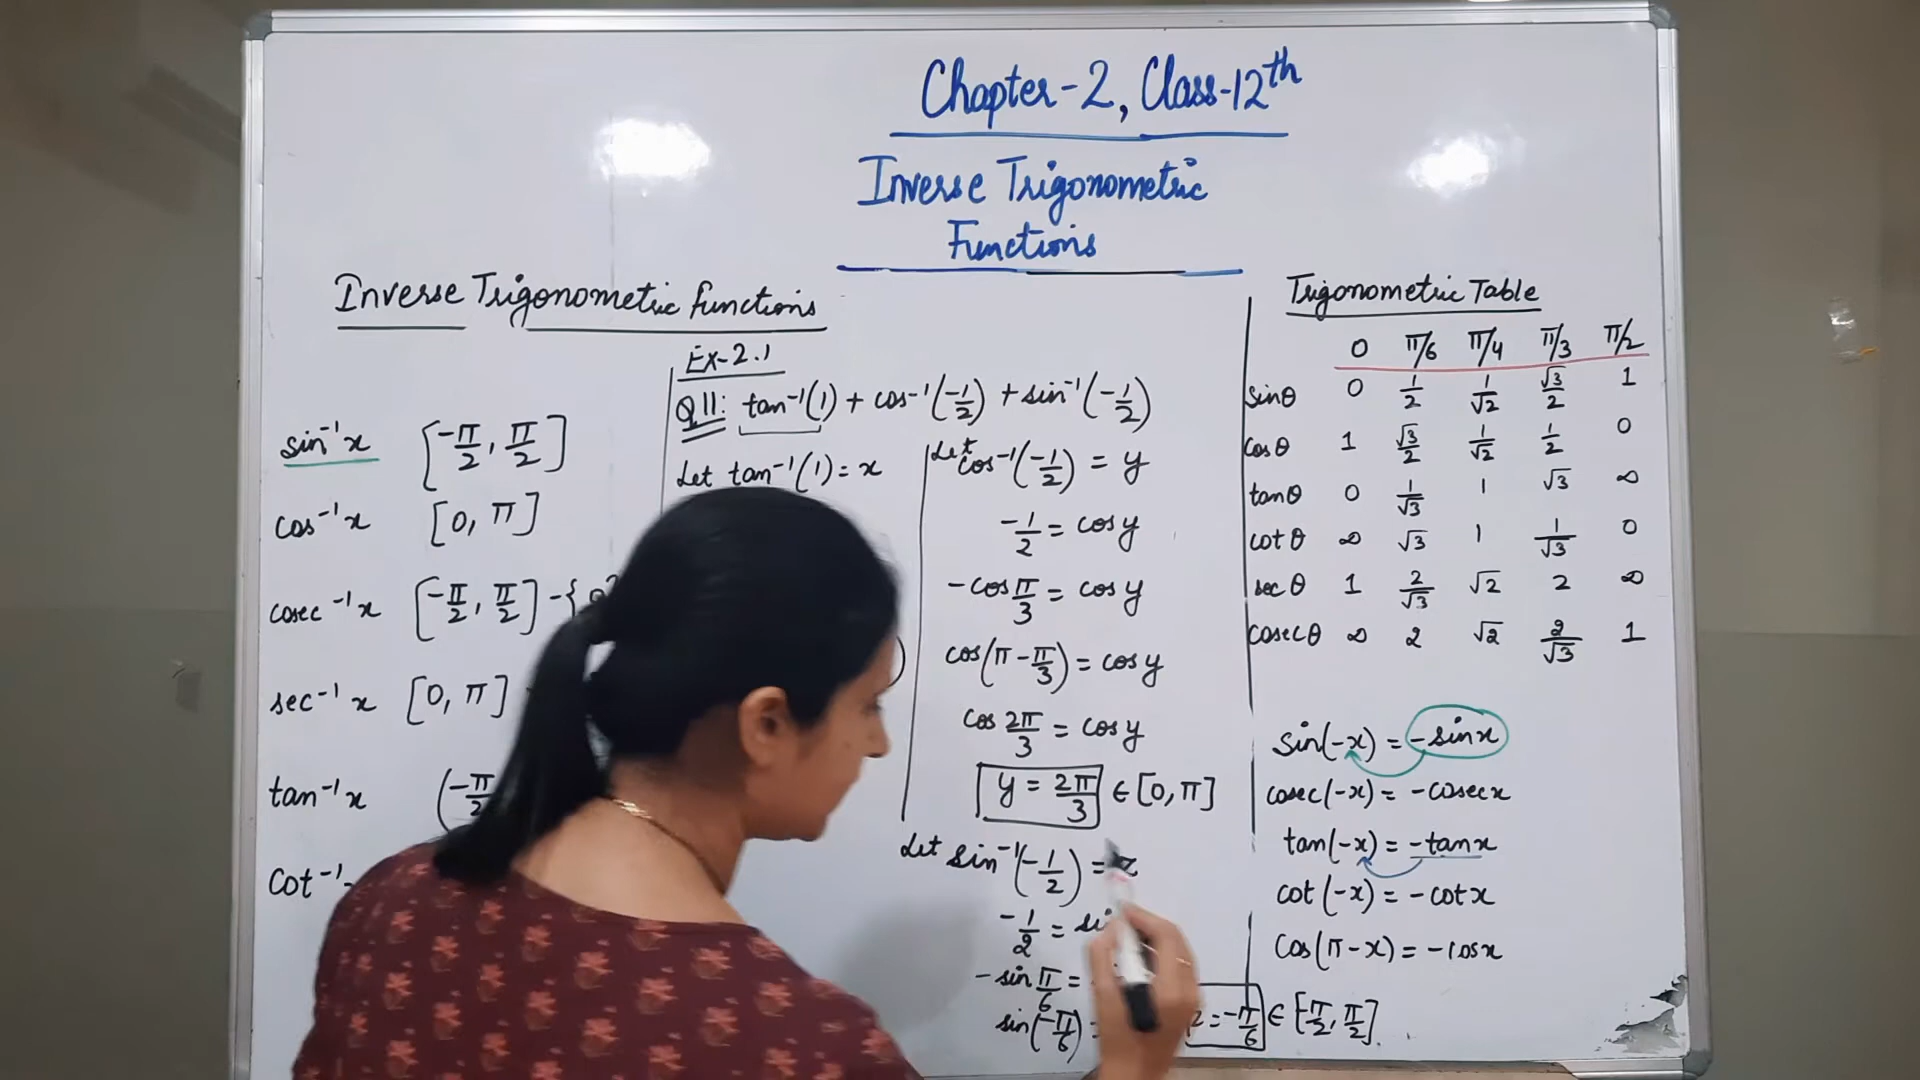 Chapter-2, Class-12th
Inverse Trigonometric
Functions
Inverse Trigonometric functions
sin⁻¹x [-π/2, π/2]
cos⁻¹x [0, π]
cosec⁻¹x [-π/2, π/2] - {0
sec⁻¹x [0, π]
tan⁻¹x (-π/2
cot⁻¹
Ex-2.1
Q11: tan⁻¹(1) + cos⁻¹(-1/2) + sin⁻¹(-1/2)
Let tan⁻¹(1) = x
Let cos⁻¹(-1/2) = y
-1/2 = cos y
-cos π/3 = cos y
cos(π - π/3) = cos y
cos 2π/3 = cos y
y = 2π/3 ∈ [0, π]
Let sin⁻¹(-1/2) = z
-1/2 = si
-sin π/6 =
sin(-π/6) =
z = -π/6 ∈ [-π/2, π/2].
Trigonometric Table
0 π/6 π/4 π/3 π/2
sinθ 0 1/2 1/√2 √3/2 1
cosθ 1 √3/2 1/√2 1/2 0
tanθ 0 1/√3 1 √3 ∞
cotθ ∞ √3 1 1/√3 0
secθ 1 2/√3 √2 2 ∞
cosecθ ∞ 2 √2 2/√3 1
sin(-x) = -sinx
cosec(-x) = -cosecx
tan(-x) = -tanx
cot(-x) = -cotx
cos(π-x) = -cosx